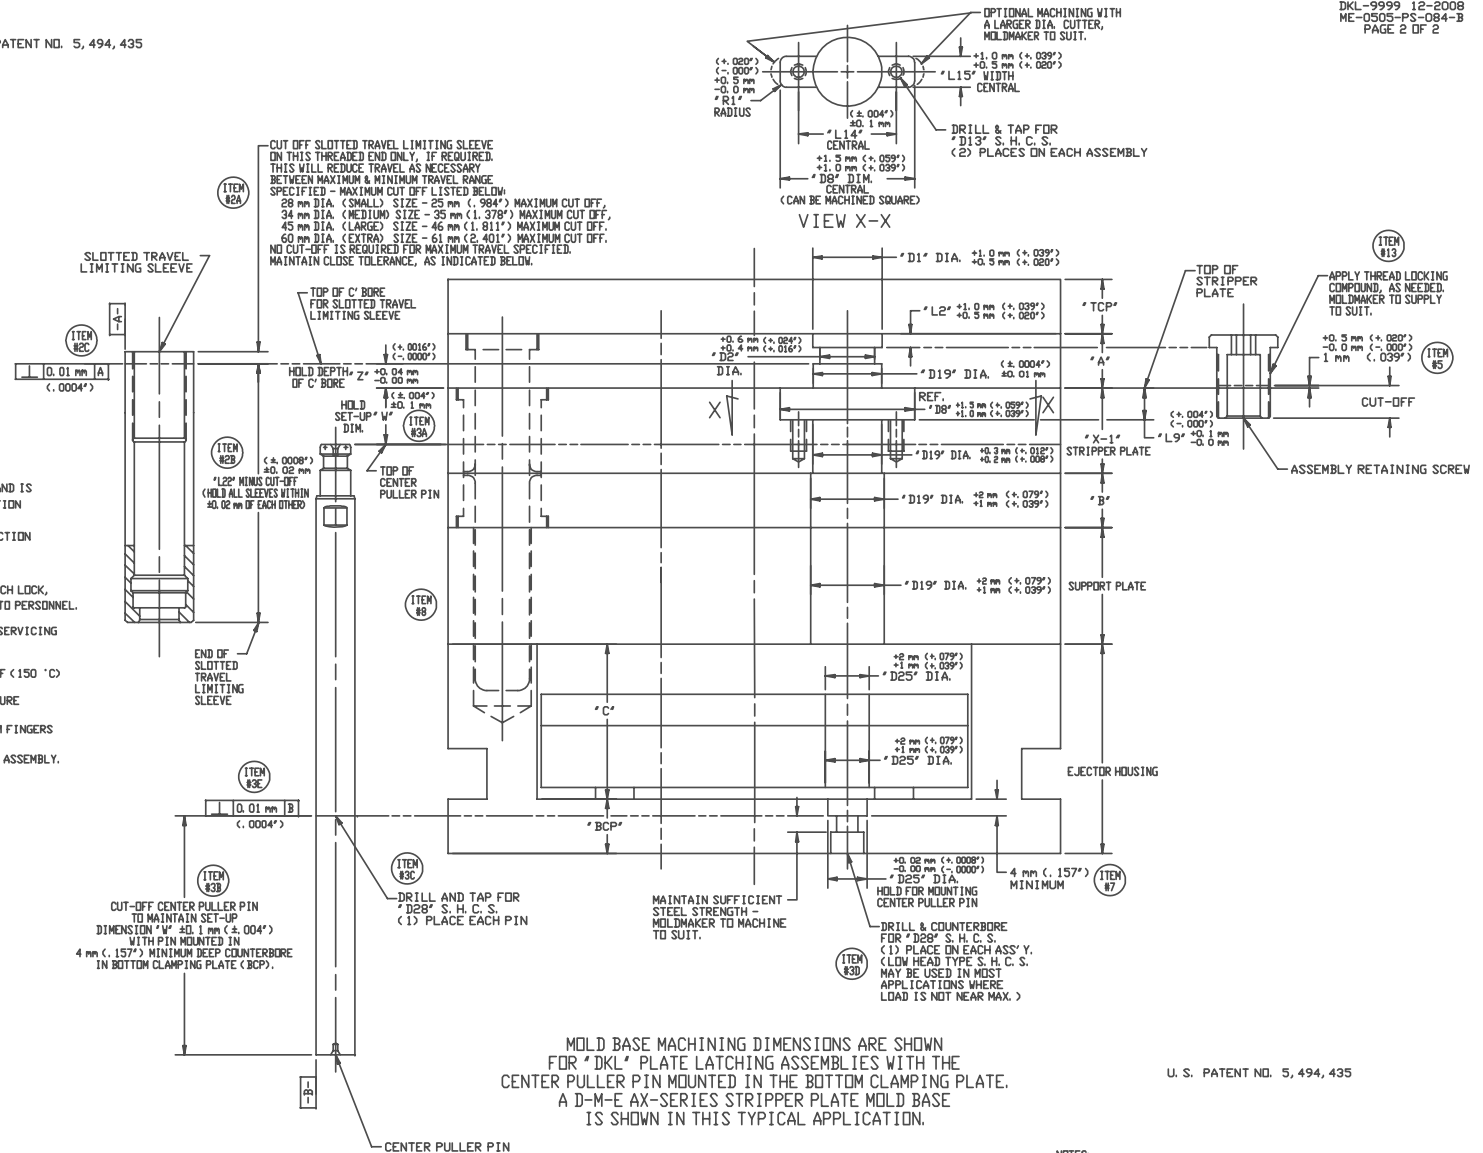 DKL-9999 12-2008
ME-0505-PS-084-B
PAGE 2 OF 2
PATENT NO. 5,494,435
OPTIONAL MACHINING WITH
A LARGER DIA. CUTTER,
MOLDMAKER TO SUIT.
(+.020")
(-.000")
+0.5 mm
-0.0 mm
"R1"
RADIUS
+1.0 mm (+.039")
+0.5 mm (+.020")
"L15" WIDTH
CENTRAL
(±.004")
±0.1 mm
"L14"
CENTRAL
+1.5 mm (+.059")
+1.0 mm (+.039")
"D8" DIM.
CENTRAL
(CAN BE MACHINED SQUARE)
VIEW X-X
DRILL & TAP FOR
"D13" S.H.C.S.
(2) PLACES ON EACH ASSEMBLY
CUT OFF SLOTTED TRAVEL LIMITING SLEEVE
ON THIS THREADED END ONLY, IF REQUIRED.
THIS WILL REDUCE TRAVEL AS NECESSARY
BETWEEN MAXIMUM & MINIMUM TRAVEL RANGE
SPECIFIED - MAXIMUM CUT OFF LISTED BELOW:
28 mm DIA. (SMALL) SIZE - 25 mm (.984") MAXIMUM CUT OFF,
34 mm DIA. (MEDIUM) SIZE - 35 mm (1.378") MAXIMUM CUT OFF,
45 mm DIA. (LARGE) SIZE - 46 mm (1.811") MAXIMUM CUT OFF.
60 mm DIA. (EXTRA) SIZE - 61 mm (2.401") MAXIMUM CUT OFF.
NO CUT-OFF IS REQUIRED FOR MAXIMUM TRAVEL SPECIFIED.
MAINTAIN CLOSE TOLERANCE, AS INDICATED BELOW.
ITEM
#2A
SLOTTED TRAVEL
LIMITING SLEEVE
-A-
ITEM
#2C
⊥ 0.01 mm A
(.0004")
TOP OF C'BORE
FOR SLOTTED TRAVEL
LIMITING SLEEVE
HOLD DEPTH
OF C'BORE
"Z"
(+.0016")
(-.0000")
+0.04 mm
-0.00 mm
HOLD
SET-UP "W"
DIM.
(±.004")
±0.1 mm
ITEM
#3A
TOP OF
CENTER
PULLER PIN
ITEM
#2B
(±.0008")
±0.02 mm
"L22" MINUS CUT-OFF
(HOLD ALL SLEEVES WITHIN
±0.02 mm OF EACH OTHER)
"D1" DIA. +1.0 mm (+.039")
+0.5 mm (+.020")
"L2" +1.0 mm (+.039")
+0.5 mm (+.020")
+0.6 mm (+.024")
+0.4 mm (+.016")
"D2"
DIA.
(±.0004")
"D19" DIA. ±0.01 mm
REF.
"D8" +1.5 mm (+.059")
+1.0 mm (+.039")
X
X
"D19" DIA. +0.3 mm (+.012")
+0.2 mm (+.008")
"D19" DIA. +2 mm (+.079")
+1 mm (+.039")
"D19" DIA. +2 mm (+.079")
+1 mm (+.039")
"TCP"
"A"
"X-1"
STRIPPER PLATE
"B"
SUPPORT PLATE
EJECTOR HOUSING
TOP OF
STRIPPER
PLATE
ITEM
#13
APPLY THREAD LOCKING
COMPOUND, AS NEEDED.
MOLDMAKER TO SUPPLY
TO SUIT.
+0.5 mm (+.020")
-0.0 mm (-.000")
1 mm (.039")
ITEM
#5
CUT-OFF
(+.004")
(-.000")
"L9" +0.1 mm
-0.0 mm
ASSEMBLY RETAINING SCREW
AND IS
TION
CTION
CH LOCK,
TO PERSONNEL.
SERVICING
F (150 °C)
URE
FINGERS
ASSEMBLY.
END OF
SLOTTED
TRAVEL
LIMITING
SLEEVE
ITEM
#8
+2 mm (+.079")
+1 mm (+.039")
"D25" DIA.
"C"
+2 mm (+.079")
+1 mm (+.039")
"D25" DIA.
"BCP"
ITEM
#3E
⊥ 0.01 mm B
(.0004")
ITEM
#3B
CUT-OFF CENTER PULLER PIN
TO MAINTAIN SET-UP
DIMENSION "W" ±0.1 mm (±.004")
WITH PIN MOUNTED IN
4 mm (.157") MINIMUM DEEP COUNTERBORE
IN BOTTOM CLAMPING PLATE (BCP).
ITEM
#3C
DRILL AND TAP FOR
"D28" S.H.C.S.
(1) PLACE EACH PIN
MAINTAIN SUFFICIENT
STEEL STRENGTH -
MOLDMAKER TO MACHINE
TO SUIT.
+0.02 mm (+.0008")
-0.00 mm (-.0000")
"D25" DIA.
HOLD FOR MOUNTING
CENTER PULLER PIN
4 mm (.157")
MINIMUM
ITEM
#7
ITEM
#3D
DRILL & COUNTERBORE
FOR "D28" S.H.C.S.
(1) PLACE ON EACH ASS'Y.
(LOW HEAD TYPE S.H.C.S.
MAY BE USED IN MOST
APPLICATIONS WHERE
LOAD IS NOT NEAR MAX.)
-B-
CENTER PULLER PIN
MOLD BASE MACHINING DIMENSIONS ARE SHOWN
FOR "DKL" PLATE LATCHING ASSEMBLIES WITH THE
CENTER PULLER PIN MOUNTED IN THE BOTTOM CLAMPING PLATE.
A D-M-E AX-SERIES STRIPPER PLATE MOLD BASE
IS SHOWN IN THIS TYPICAL APPLICATION.
U.S. PATENT NO. 5,494,435
NOTES: